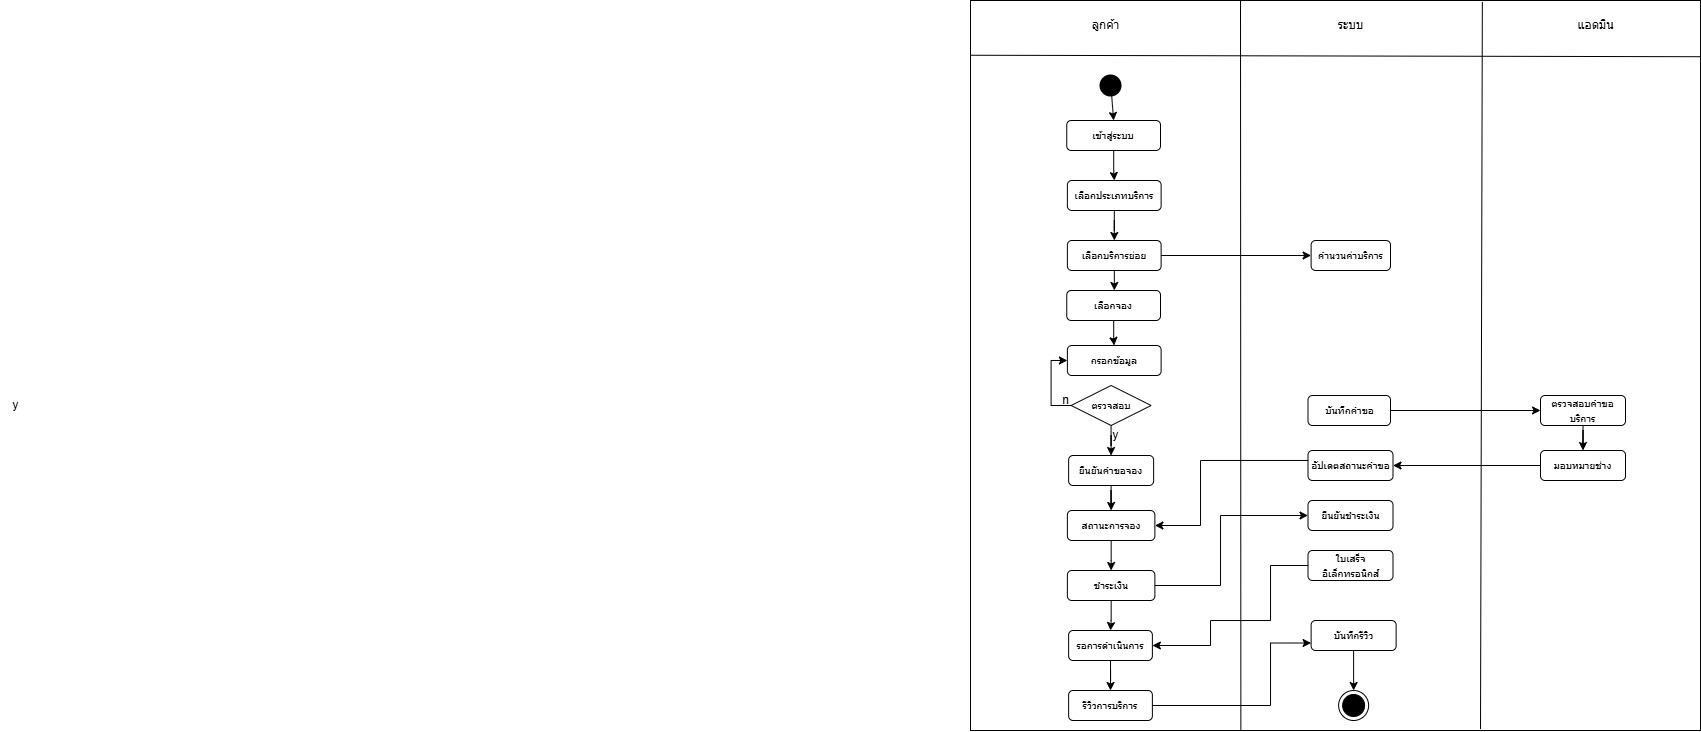 ลูกค้า
ระบบ
แอดมิน
เข้าสู่ระบบ
เลือกประเภทบริการ
เลือกบริการย่อย
คำนวนค่าบริการ
เลือกจอง
กรอกข้อมูล
y
n
ตรวจสอบ
บันทึกคำขอ
ตรวจสอบคำขอ
บริการ
y
ยืนยันคำขอจอง
อัปเดตสถานะคำขอ
มอบหมายช่าง
สถานะการจอง
ยืนยันชำระเงิน
ใบเสร็จ
อิเล็กทรอนิกส์
ชำระเงิน
รอการดำเนินการ
บันทึกรีวิว
รีวิวการบริการ